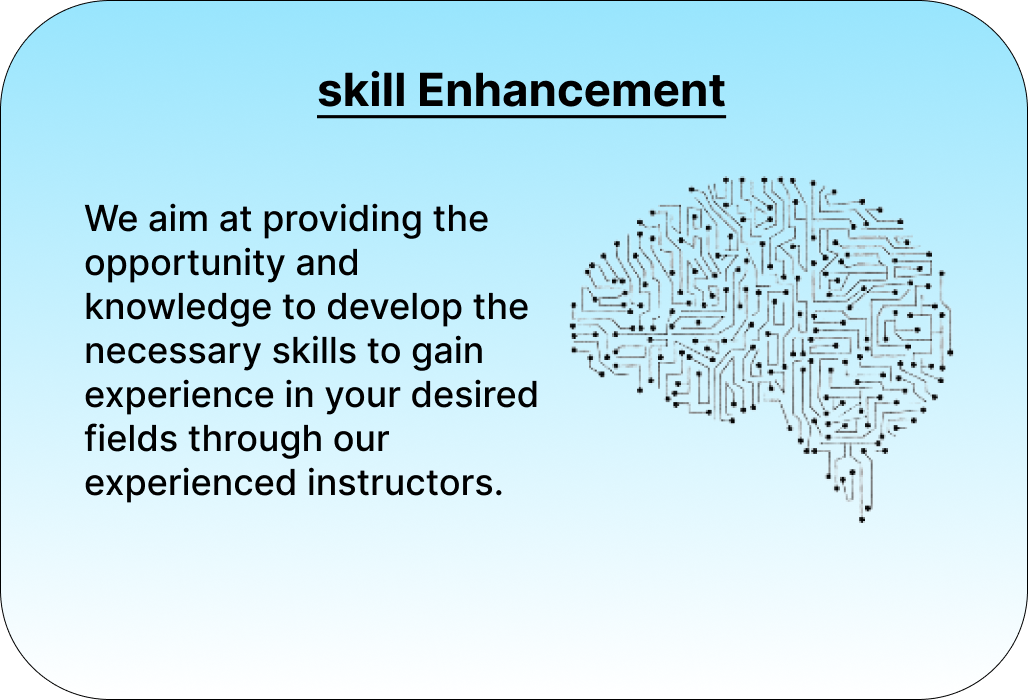 skill Enhancement
We aim at providing the
opportunity and
knowledge to develop the
necessary skills to gain
experience in your desired
fields through our
experienced instructors.